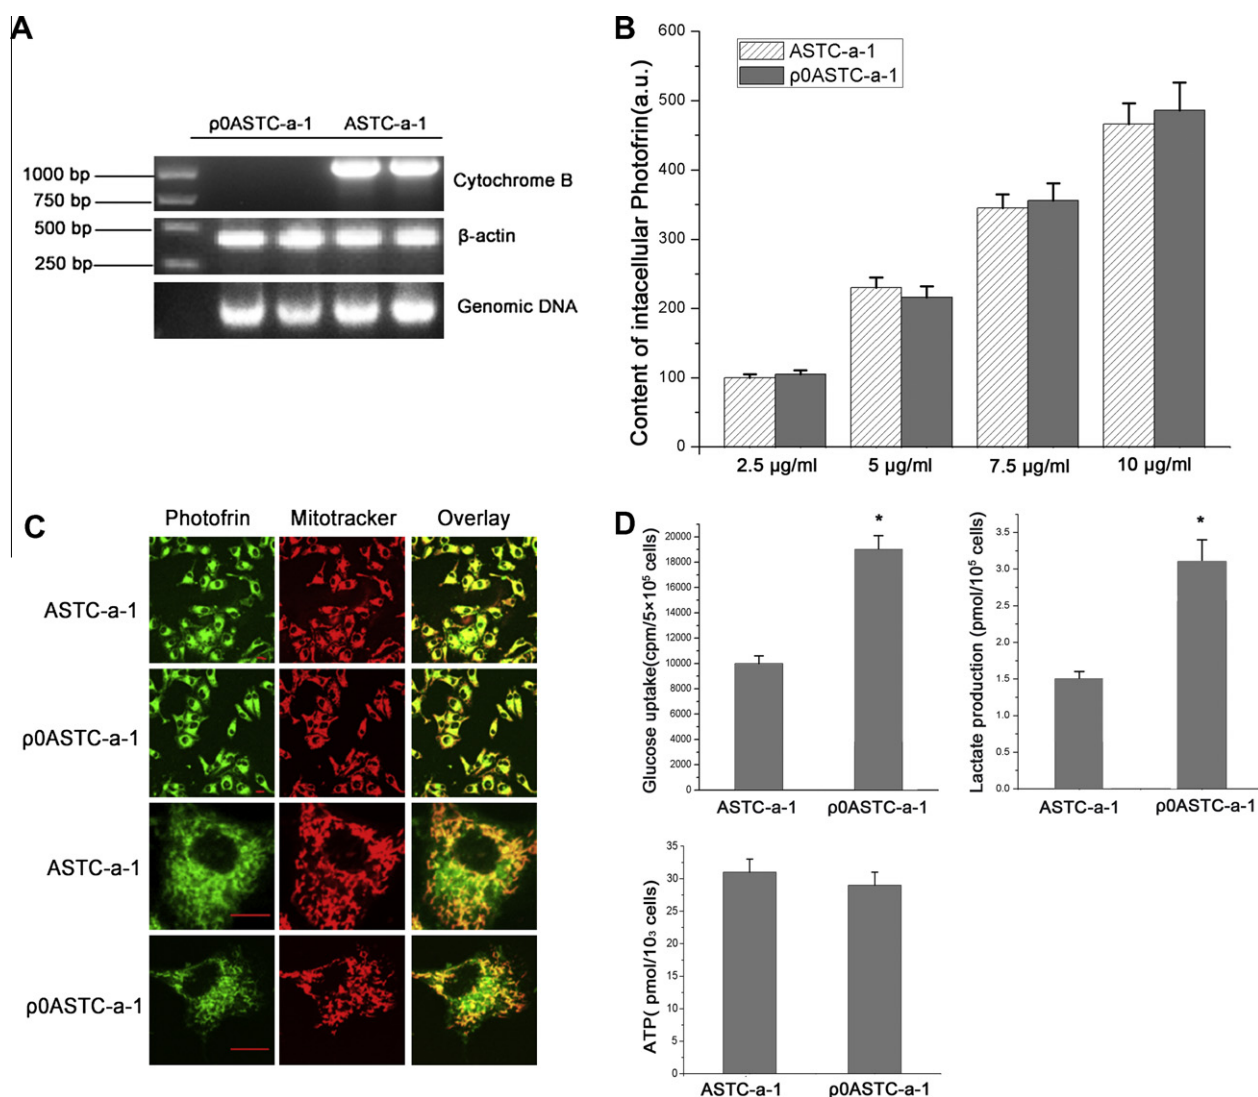 A
ρ0ASTC-a-1 ASTC-a-1
1000 bp
750 bp
500 bp
250 bp
Cytochrome B
β-actin
Genomic DNA
B
ASTC-a-1
ρ0ASTC-a-1
Content of intacellular Photofrin(a.u.)
600
500
400
300
200
100
0
2.5 µg/ml 5 µg/ml 7.5 µg/ml 10 µg/ml
C
Photofrin Mitotracker Overlay
ASTC-a-1
ρ0ASTC-a-1
ASTC-a-1
ρ0ASTC-a-1
D
Glucose uptake(cpm/5×10⁵ cells)
20000
18000
16000
14000
12000
10000
8000
6000
4000
2000
0
*
ASTC-a-1 ρ0ASTC-a-1
Lactate production (pmol/10⁵ cells)
3.5
3.0
2.5
2.0
1.5
1.0
0.5
0.0
*
ASTC-a-1 ρ0ASTC-a-1
ATP( pmol/10₃ cells)
35
30
25
20
15
10
5
0
ASTC-a-1 ρ0ASTC-a-1